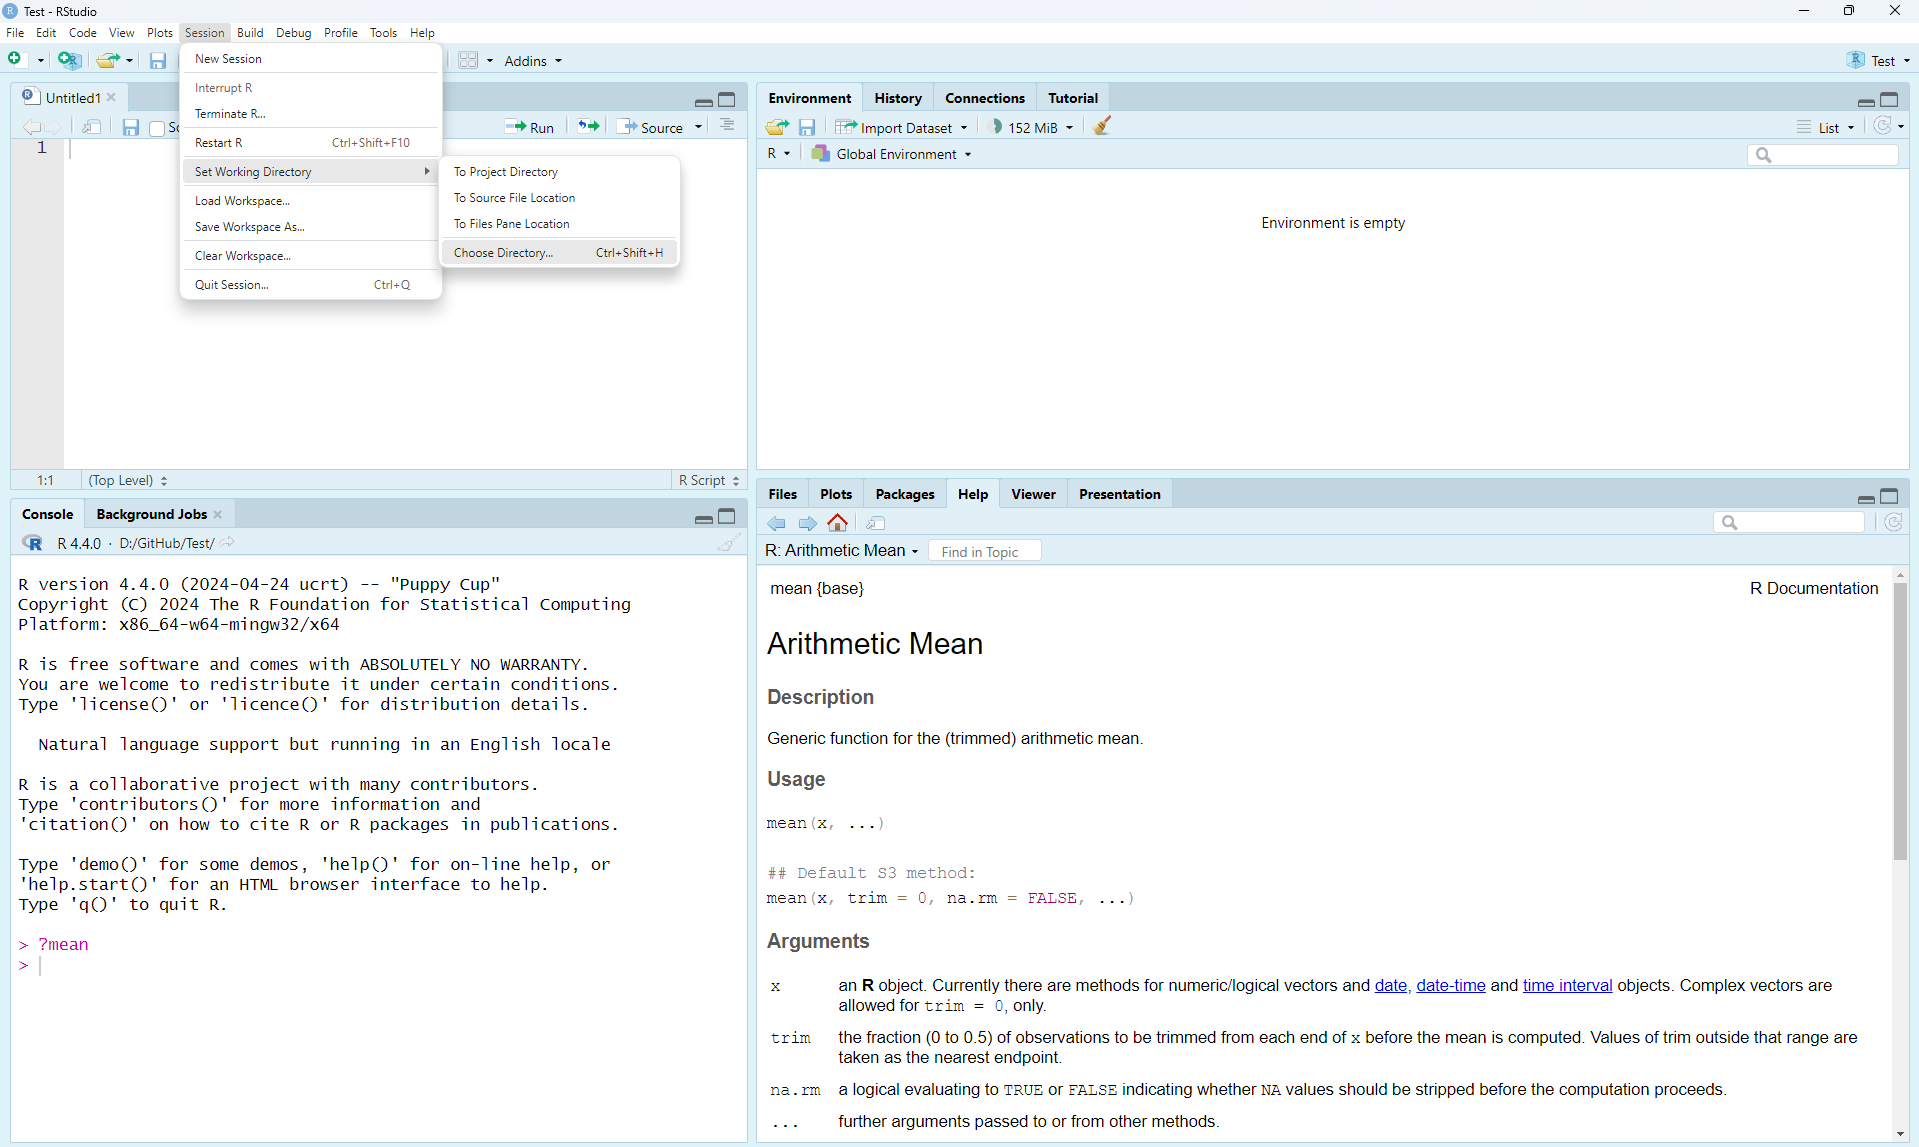 Test - RStudio
File Edit Code View Plots Session Build Debug Profile Tools Help
Addins
Test
New Session
Interrupt R
Terminate R...
Restart R Ctrl+Shift+F10
Set Working Directory
Load Workspace...
Save Workspace As...
Clear Workspace...
Quit Session... Ctrl+Q
To Project Directory
To Source File Location
To Files Pane Location
Choose Directory... Ctrl+Shift+H
Untitled1
Run Source
1
1:1 (Top Level) R Script
Console Background Jobs
R 4.4.0 · D:/GitHub/Test/
R version 4.4.0 (2024-04-24 ucrt) -- "Puppy Cup"
Copyright (C) 2024 The R Foundation for Statistical Computing
Platform: x86_64-w64-mingw32/x64
R is free software and comes with ABSOLUTELY NO WARRANTY.
You are welcome to redistribute it under certain conditions.
Type 'license()' or 'licence()' for distribution details.
Natural language support but running in an English locale
R is a collaborative project with many contributors.
Type 'contributors()' for more information and
'citation()' on how to cite R or R packages in publications.
Type 'demo()' for some demos, 'help()' for on-line help, or
'help.start()' for an HTML browser interface to help.
Type 'q()' to quit R.
> ?mean
>
Environment History Connections Tutorial
Import Dataset 152 MiB List
R Global Environment
Environment is empty
Files Plots Packages Help Viewer Presentation
R: Arithmetic Mean Find in Topic
mean {base} R Documentation
Arithmetic Mean
Description
Generic function for the (trimmed) arithmetic mean.
Usage
mean(x, ...)
## Default S3 method:
mean(x, trim = 0, na.rm = FALSE, ...)
Arguments
x an R object. Currently there are methods for numeric/logical vectors and date, date-time and time interval objects. Complex vectors are
allowed for trim = 0, only.
trim the fraction (0 to 0.5) of observations to be trimmed from each end of x before the mean is computed. Values of trim outside that range are
taken as the nearest endpoint.
na.rm a logical evaluating to TRUE or FALSE indicating whether NA values should be stripped before the computation proceeds.
... further arguments passed to or from other methods.